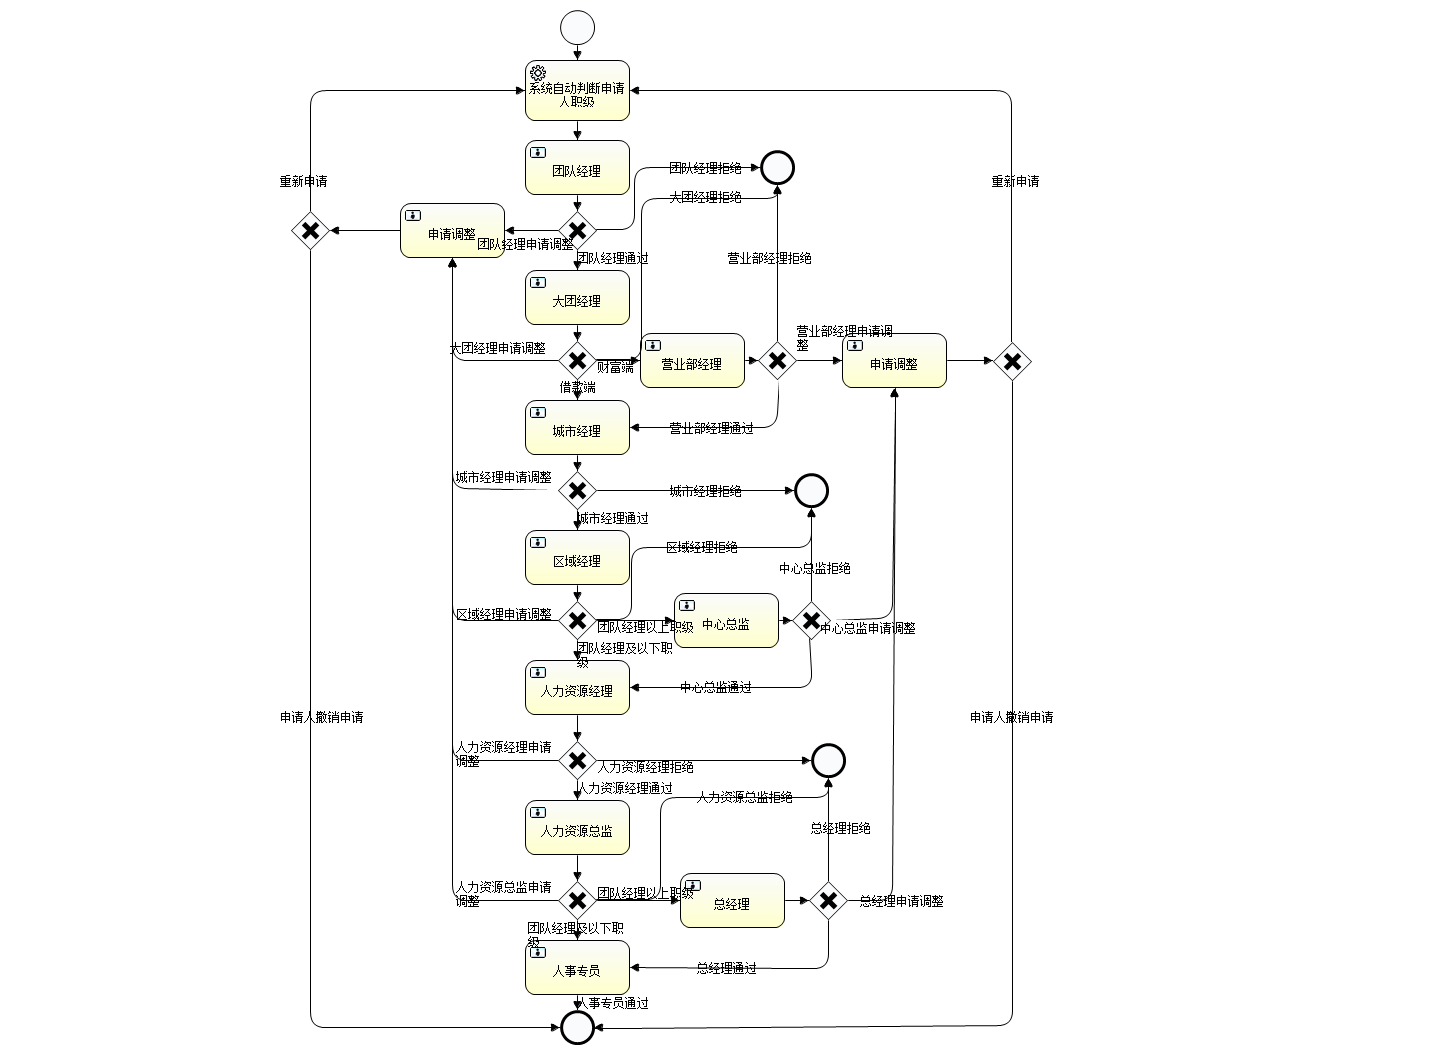 系统自动判断申请
人职级
团队经理
团队经理拒绝
重新申请
重新申请
大团经理拒绝
申请调整
团队经理申请调整
团队经理通过
营业部经理拒绝
大团经理
营业部经理申请调
整
大团经理申请调整
财富端
营业部经理
申请调整
借款端
城市经理
营业部经理通过
城市经理申请调整
城市经理拒绝
城市经理通过
区域经理
区域经理拒绝
中心总监拒绝
区域经理申请调整
团队经理以上职级
中心总监
中心总监申请调整
团队经理及以下职
级
人力资源经理
中心总监通过
申请人撤销申请
申请人撤销申请
人力资源经理申请
调整
人力资源经理拒绝
人力资源经理通过
人力资源总监拒绝
人力资源总监
总经理拒绝
人力资源总监申请
调整
团队经理以上职级
总经理
总经理申请调整
团队经理及以下职
级
人事专员
总经理通过
人事专员通过